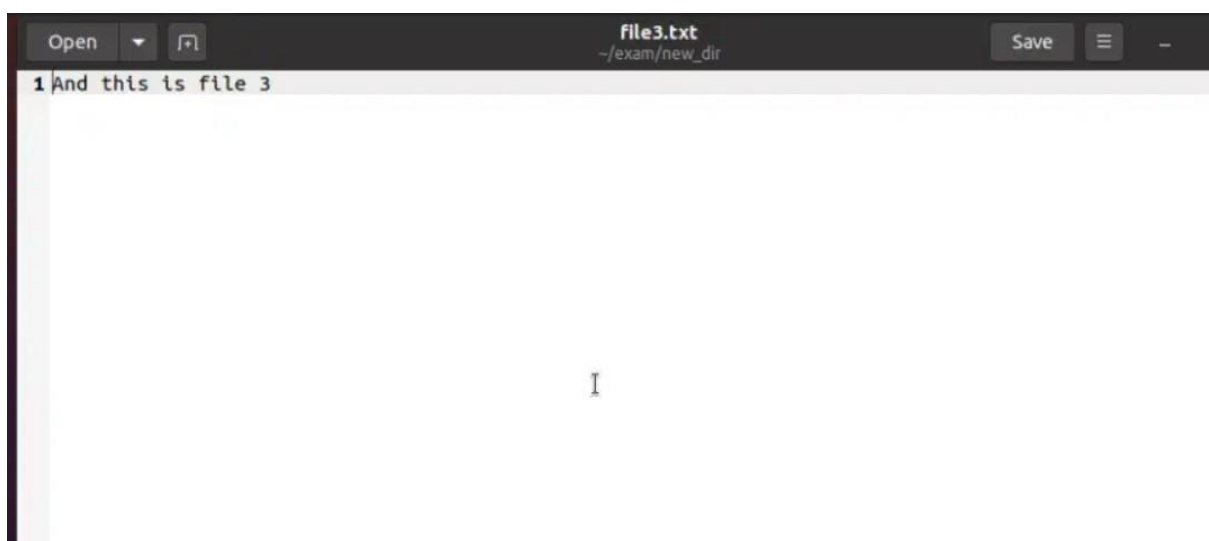 Open
file3.txt
~/exam/new_dir
Save
1 And this is file 3